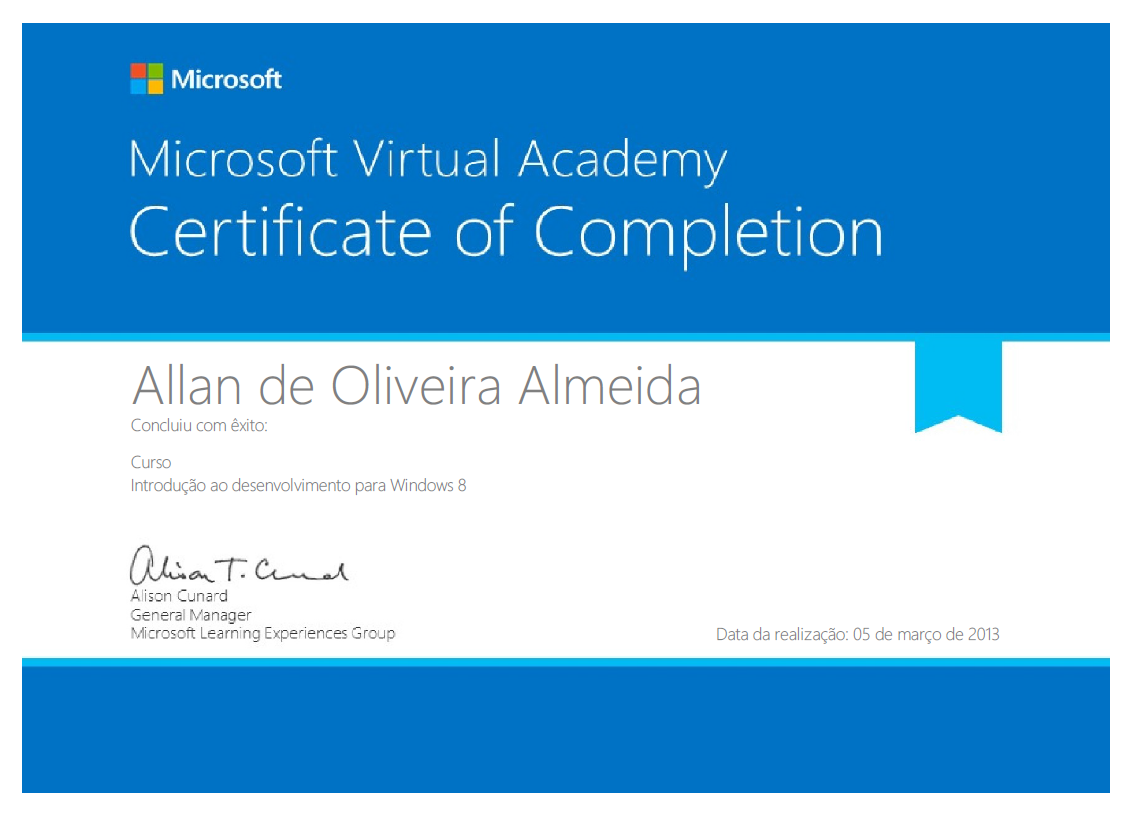 Microsoft
Microsoft Virtual Academy
Certificate of Completion
Allan de Oliveira Almeida
Concluiu com êxito:
Curso
Introdução ao desenvolvimento para Windows 8
Alison T. Cunard
Alison Cunard
General Manager
Microsoft Learning Experiences Group
Data da realização: 05 de março de 2013